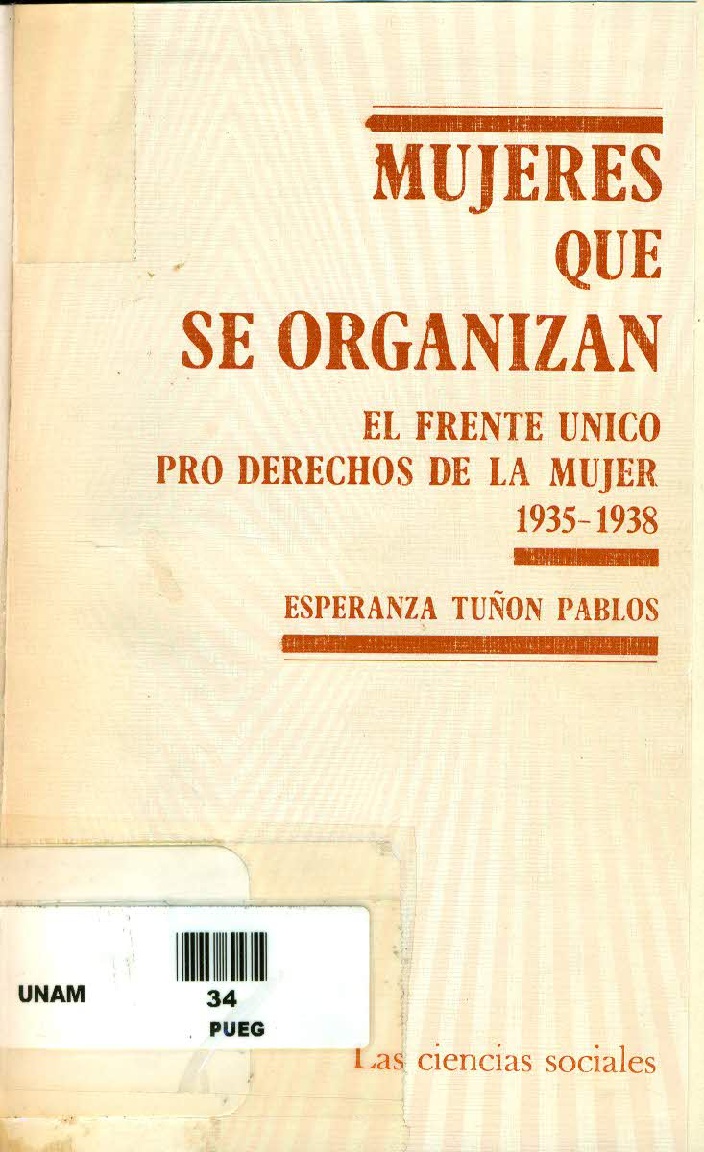 MUJERES
QUE
SE ORGANIZAN
EL FRENTE UNICO
PRO DERECHOS DE LA MUJER
1935-1938
ESPERANZA TUÑON PABLOS
UNAM
34
PUEG
Las ciencias sociales